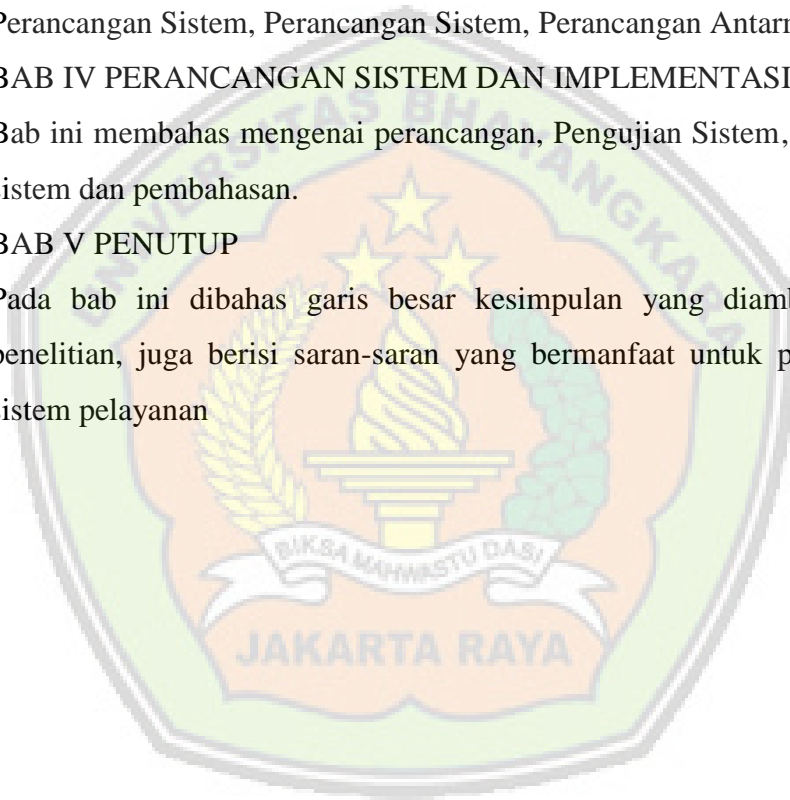 Perancangan Sistem, Perancangan Sistem, Perancangan
BAB IV PERANCANGAN SISTEM DAN IMPLEMENTASI
Bab ini membahas mengenai perancangan, Pengujian Sistem,
sistem dan pembahasan.
BAB V PENUTUP
Pada bab ini dibahas garis besar kesimpulan yang
penelitian, juga berisi saran-saran yang bermanfaat untuk
sistem pelayanan
UNIVERSITAS BHAYANGKARA
BIKSA MAHWASTU DASI
JAKARTA RAYA